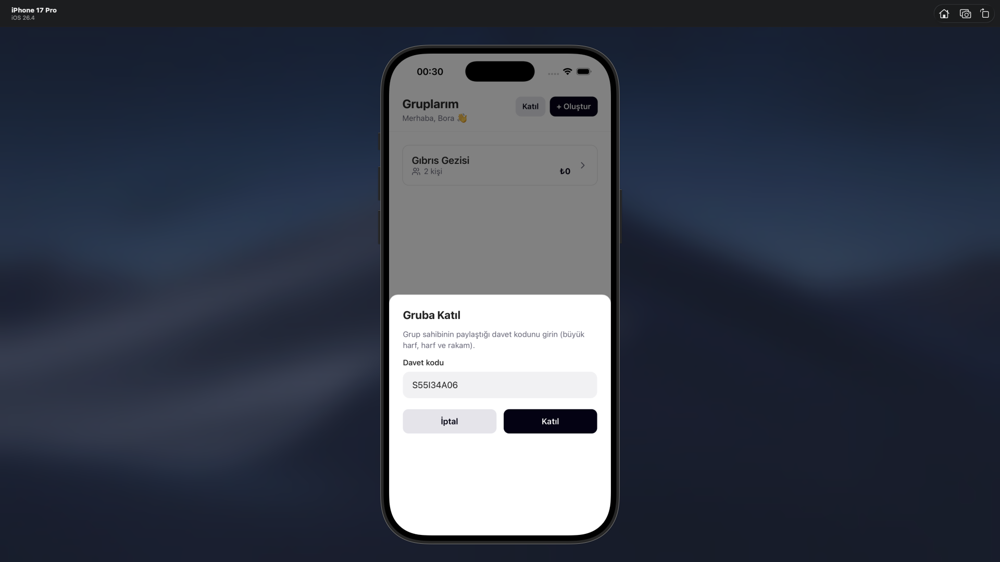 iPhone 17 Pro
iOS 26.4
00:30
Gruplarım
Katıl
+ Oluştur
Merhaba, Bora 👋
Gıbrıs Gezisi
2 kişi
₺0
Gruba Katıl
Grup sahibinin paylaştığı davet kodunu girin (büyük
harf, harf ve rakam).
Davet kodu
S55I34A06
İptal
Katıl